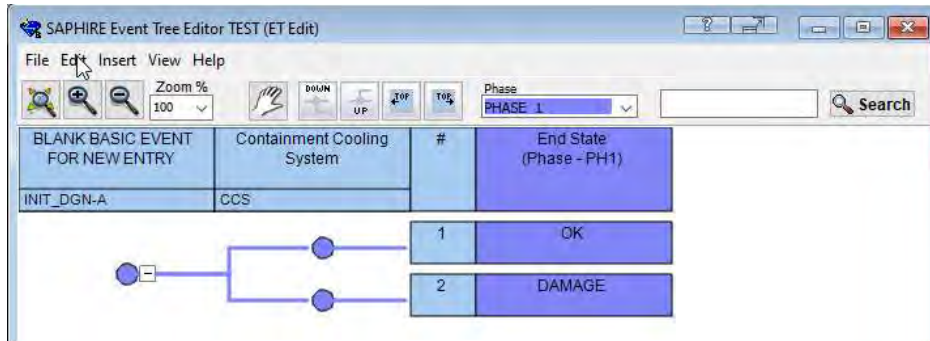 SAPHIRE Event Tree Editor TEST (ET Edit)
?
File Edit Insert View Help
Zoom %
100
DOWN
UP
TOP
TOP
Phase
PHASE_1
Search
BLANK BASIC EVENT
FOR NEW ENTRY
Containment Cooling
System
#
End State
(Phase - PH1)
INIT_DGN-A
CCS
1
OK
2
DAMAGE